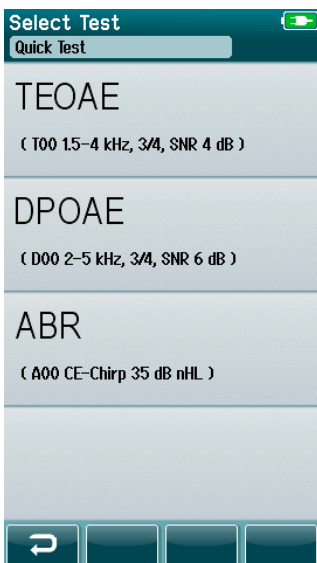 Select Test
Quick Test
TEOAE
( T00 1.5-4 kHz, 3/4, SNR 4 dB )
DPOAE
( D00 2-5 kHz, 3/4, SNR 6 dB )
ABR
( A00 CE-Chirp 35 dB nHL )